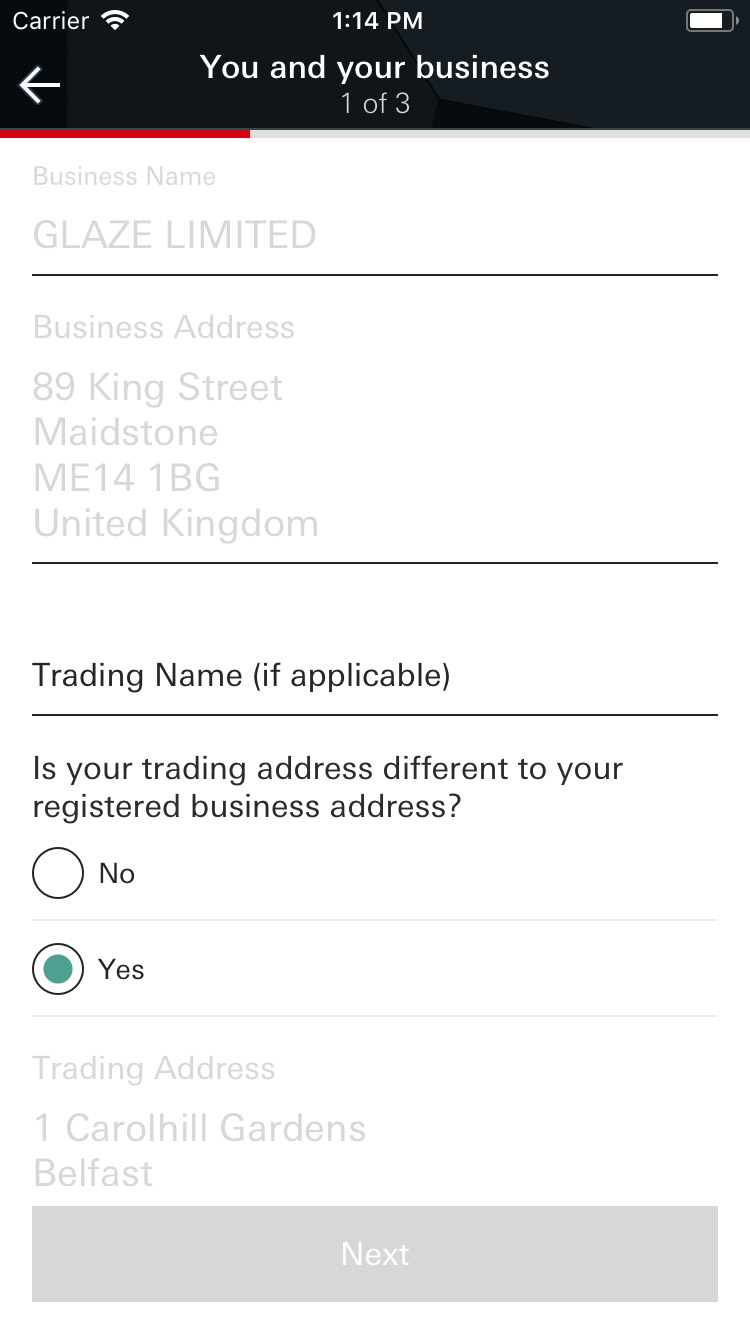 Carrier 1:14 PM
You and your business
1 of 3
Business Name
GLAZE LIMITED
Business Address
89 King Street
Maidstone
ME14 1BG
United Kingdom
Trading Name (if applicable)
Is your trading address different to your
registered business address?
No
Yes
Trading Address
1 Carolhill Gardens
Belfast
Next